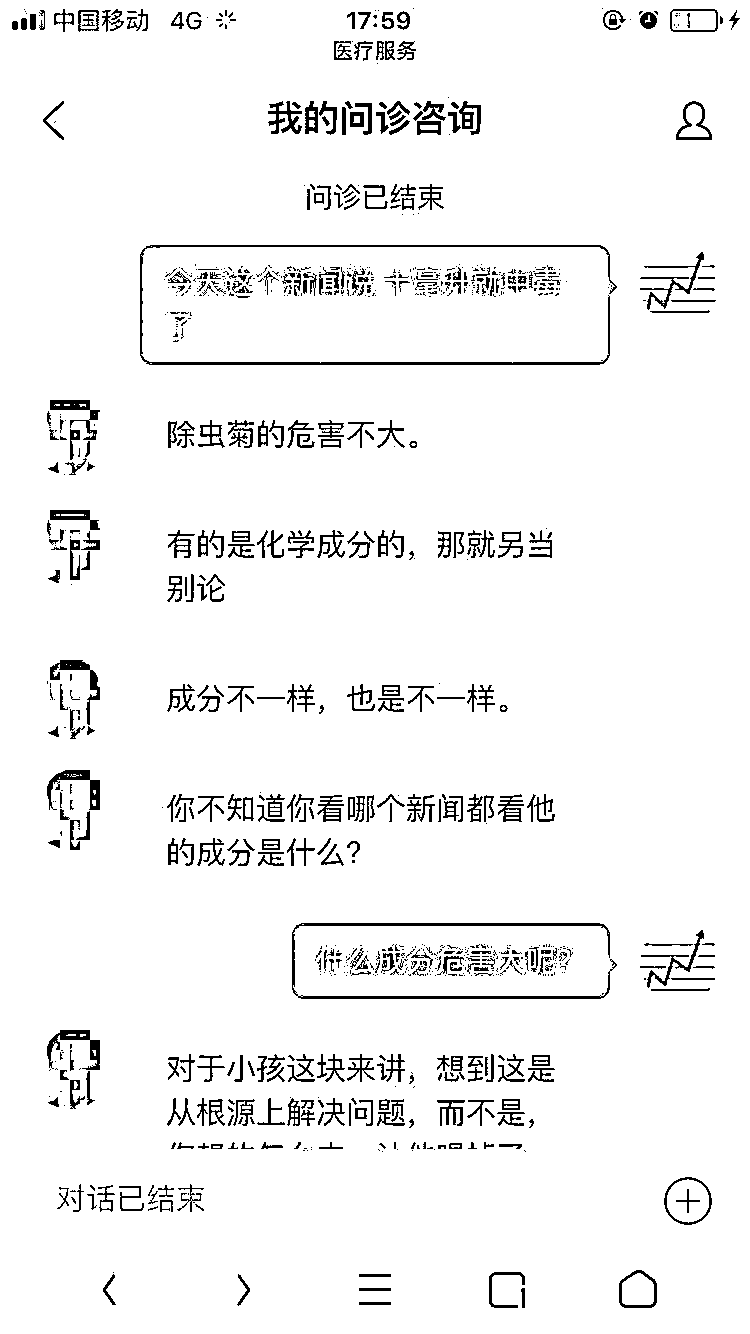 中国移动 4G 17:59
医疗服务
我的问诊咨询
问诊已结束
今天这个新闻说 十毫升就中毒
了
除虫菊的危害不大。
有的是化学成分的，那就另当
别论
成分不一样，也是不一样。
你不知道你看哪个新闻都看他
的成分是什么？
什么成分危害大呢？
对于小孩这块来讲，想到这是
从根源上解决问题，而不是，
对话已结束